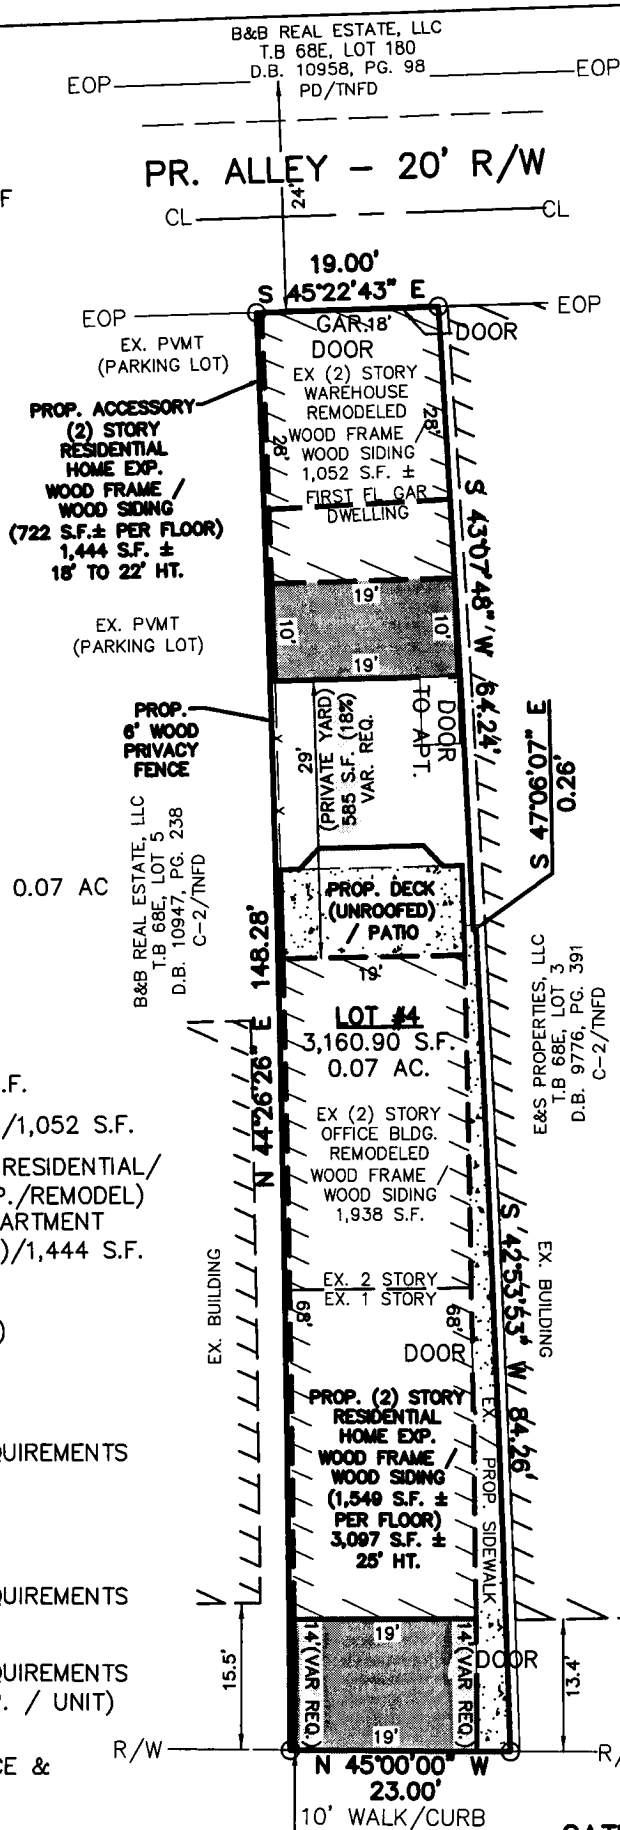 B&B REAL ESTATE, LLC
T.B 68E, LOT 180
D.B. 10958, PG. 98
PD/TNFD
EOP
EOP
PR. ALLEY - 20' R/W
24'
F
CL
CL
19.00'
S 45°22'43" E
EOP
EOP
GAR.
18'
DOOR
DOOR
EX. PVMT
(PARKING LOT)
EX (2) STORY
WAREHOUSE
REMODELED
WOOD FRAME /
WOOD SIDING
1,052 S.F. ±
FIRST FL GAR
DWELLING
28'
28'
PROP. ACCESSORY
(2) STORY
RESIDENTIAL
HOME EXP.
WOOD FRAME /
WOOD SIDING
(722 S.F.± PER FLOOR)
1,444 S.F. ±
18' TO 22' HT.
S 43°07'48" W 64.24'
19'
10'
10'
19'
EX. PVMT
(PARKING LOT)
PROP.
6' WOOD
PRIVACY
FENCE
29'
(PRIVATE YARD)
585 S.F. (18%)
VAR. REQ.
DOOR
TO APT.
S 47°06'07" E
0.26'
B&B REAL ESTATE, LLC
T.B 68E, LOT 5
D.B. 10947, PG. 238
C-2/TNFD
0.07 AC
PROP. DECK
(UNROOFED)
/ PATIO
19'
N 44°26'26" E 148.28'
E&S PROPERTIES, LLC
T.B 68E, LOT 3
D.B. 9776, PG. 391
C-2/TNFD
LOT #4
3,160.90 S.F.
0.07 AC.
EX (2) STORY
OFFICE BLDG.
REMODELED
WOOD FRAME /
WOOD SIDING
1,938 S.F.
.F.
/1,052 S.F.
RESIDENTIAL/
P./REMODEL)
ARTMENT
)/1,444 S.F.
)
EX. 2 STORY
EX. 1 STORY
68'
68'
EX. BUILDING
EX. BUILDING
S 42°53'53" W 84.26'
DOOR
PROP. (2) STORY
RESIDENTIAL
HOME EXP.
WOOD FRAME /
WOOD SIDING
(1,549 S.F. ±
PER FLOOR)
3,097 S.F. ±
25' HT.
EX. PROP. SIDEWALK
QUIREMENTS
QUIREMENTS
QUIREMENTS
P. / UNIT)
15.5'
19'
14'(VAR REQ.)
14'(VAR REQ.)
DOOR
13.4'
19'
R/W
R/
N 45°00'00" W
23.00'
CE &
10' WALK/CURB